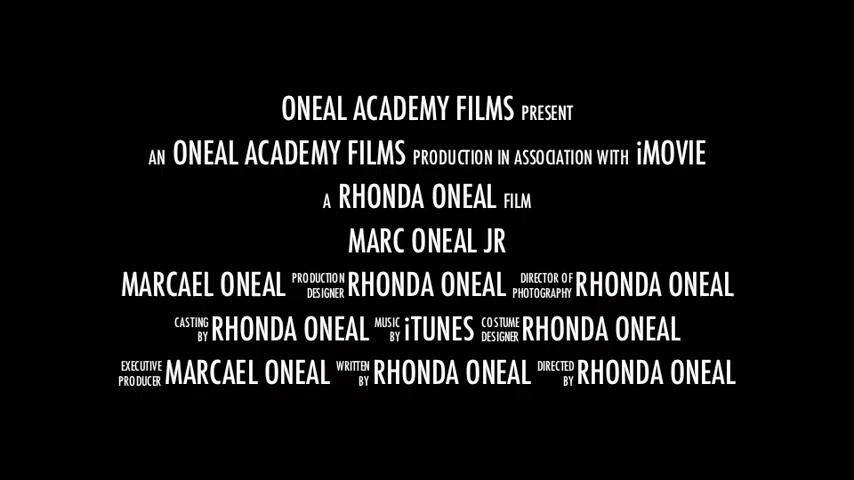 ONEAL ACADEMY FILMS PRESENT
AN ONEAL ACADEMY FILMS PRODUCTION IN ASSOCIATION WITH iMOVIE
A RHONDA ONEAL FILM
MARC ONEAL JR
MARCAEL ONEAL PRODUCTION DESIGNER RHONDA ONEAL DIRECTOR OF PHOTOGRAPHY RHONDA ONEAL
CASTING BY RHONDA ONEAL MUSIC BY iTUNES COSTUME DESIGNER RHONDA ONEAL
EXECUTIVE PRODUCER MARCAEL ONEAL WRITTEN BY RHONDA ONEAL DIRECTED BY RHONDA ONEAL